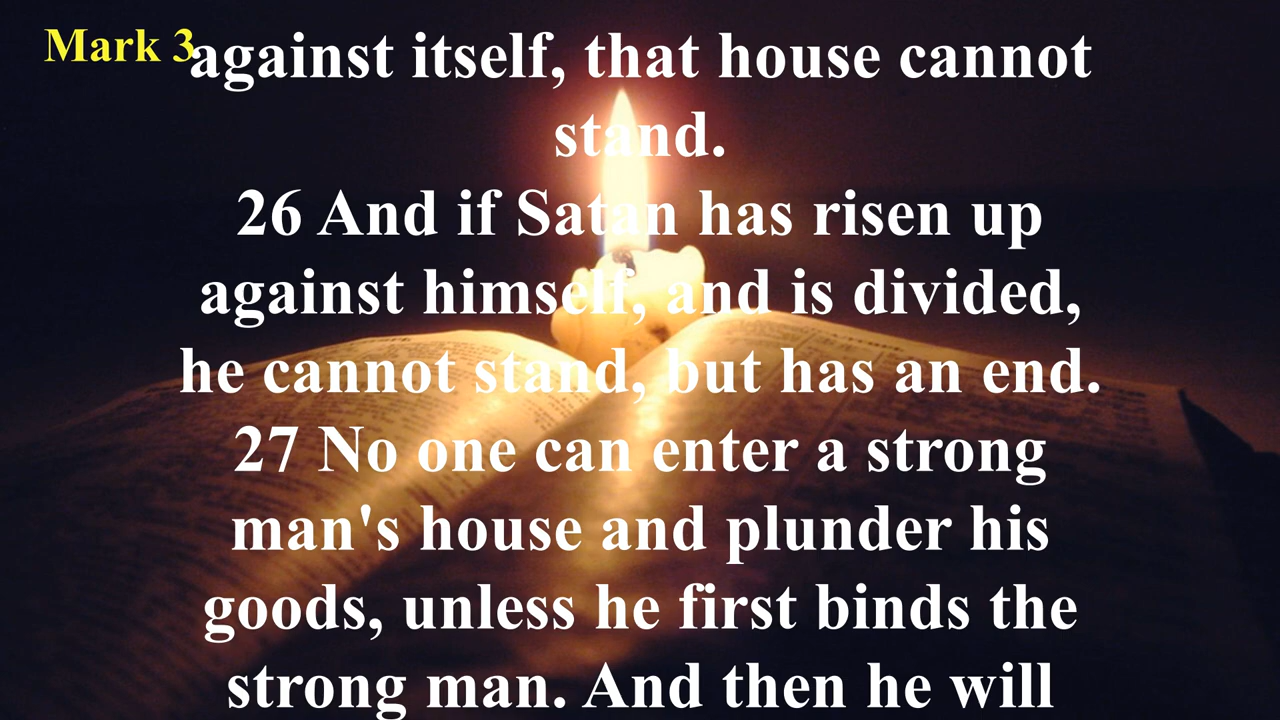 Mark 3
against itself, that house cannot
stand.
26 And if Satan has risen up
against himself, and is divided,
he cannot stand, but has an end.
27 No one can enter a strong
man's house and plunder his
goods, unless he first binds the
strong man. And then he will